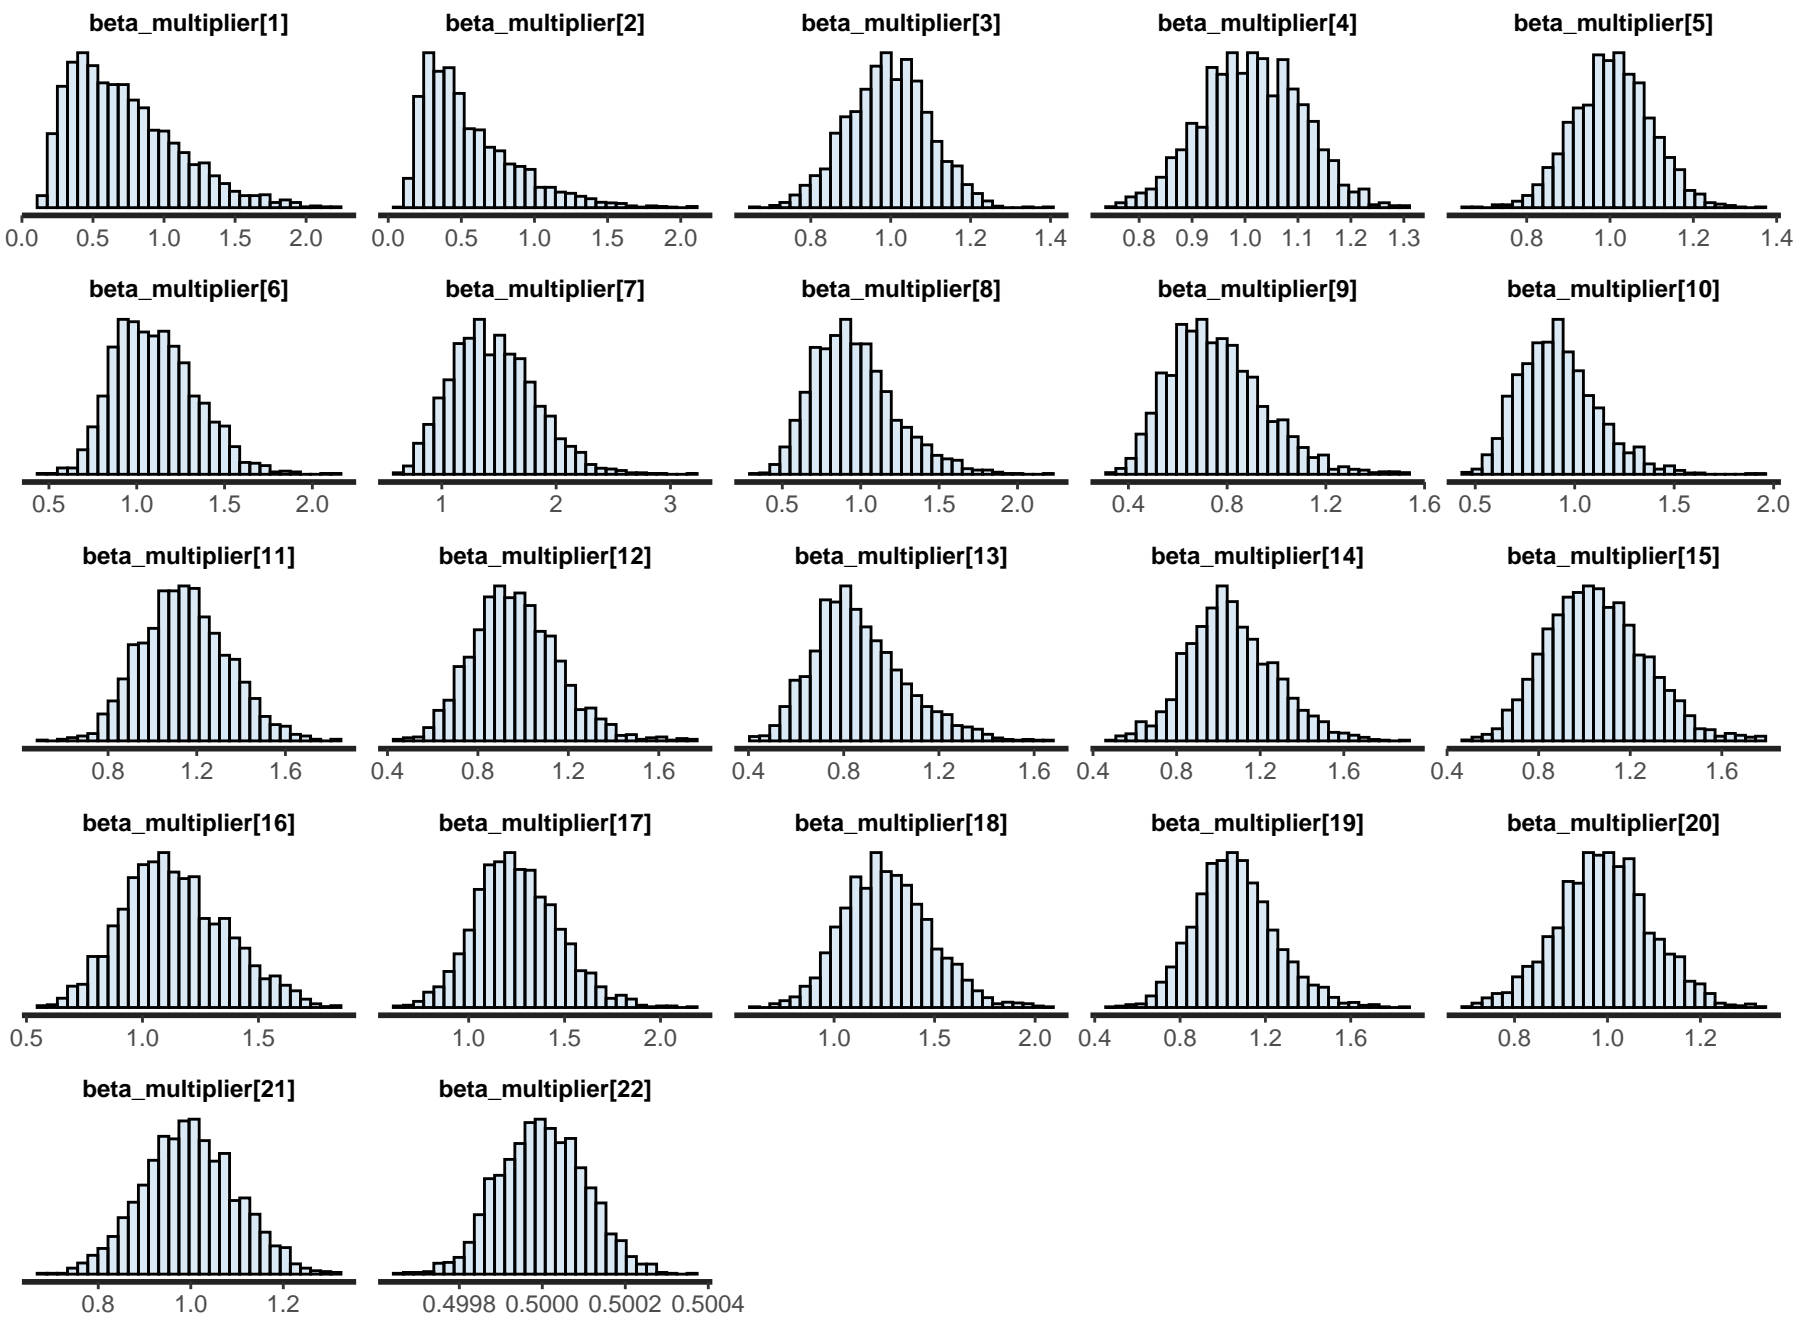 beta_multiplier[1] beta_multiplier[2] beta_multiplier[3] beta_multiplier[4] beta_multiplier[5]
0.0 0.5 1.0 1.5 2.0 0.0 0.5 1.0 1.5 2.0 0.8 1.0 1.2 1.4 0.8 0.9 1.0 1.1 1.2 1.3 0.8 1.0 1.2 1.4
beta_multiplier[6] beta_multiplier[7] beta_multiplier[8] beta_multiplier[9] beta_multiplier[10]
0.5 1.0 1.5 2.0 1 2 3 0.5 1.0 1.5 2.0 0.4 0.8 1.2 1.6 0.5 1.0 1.5 2.0
beta_multiplier[11] beta_multiplier[12] beta_multiplier[13] beta_multiplier[14] beta_multiplier[15]
0.8 1.2 1.6 0.4 0.8 1.2 1.6 0.4 0.8 1.2 1.6 0.4 0.8 1.2 1.6 0.4 0.8 1.2 1.6
beta_multiplier[16] beta_multiplier[17] beta_multiplier[18] beta_multiplier[19] beta_multiplier[20]
0.5 1.0 1.5 1.0 1.5 2.0 1.0 1.5 2.0 0.4 0.8 1.2 1.6 0.8 1.0 1.2
beta_multiplier[21] beta_multiplier[22]
0.8 1.0 1.2 0.4998 0.5000 0.5002 0.5004